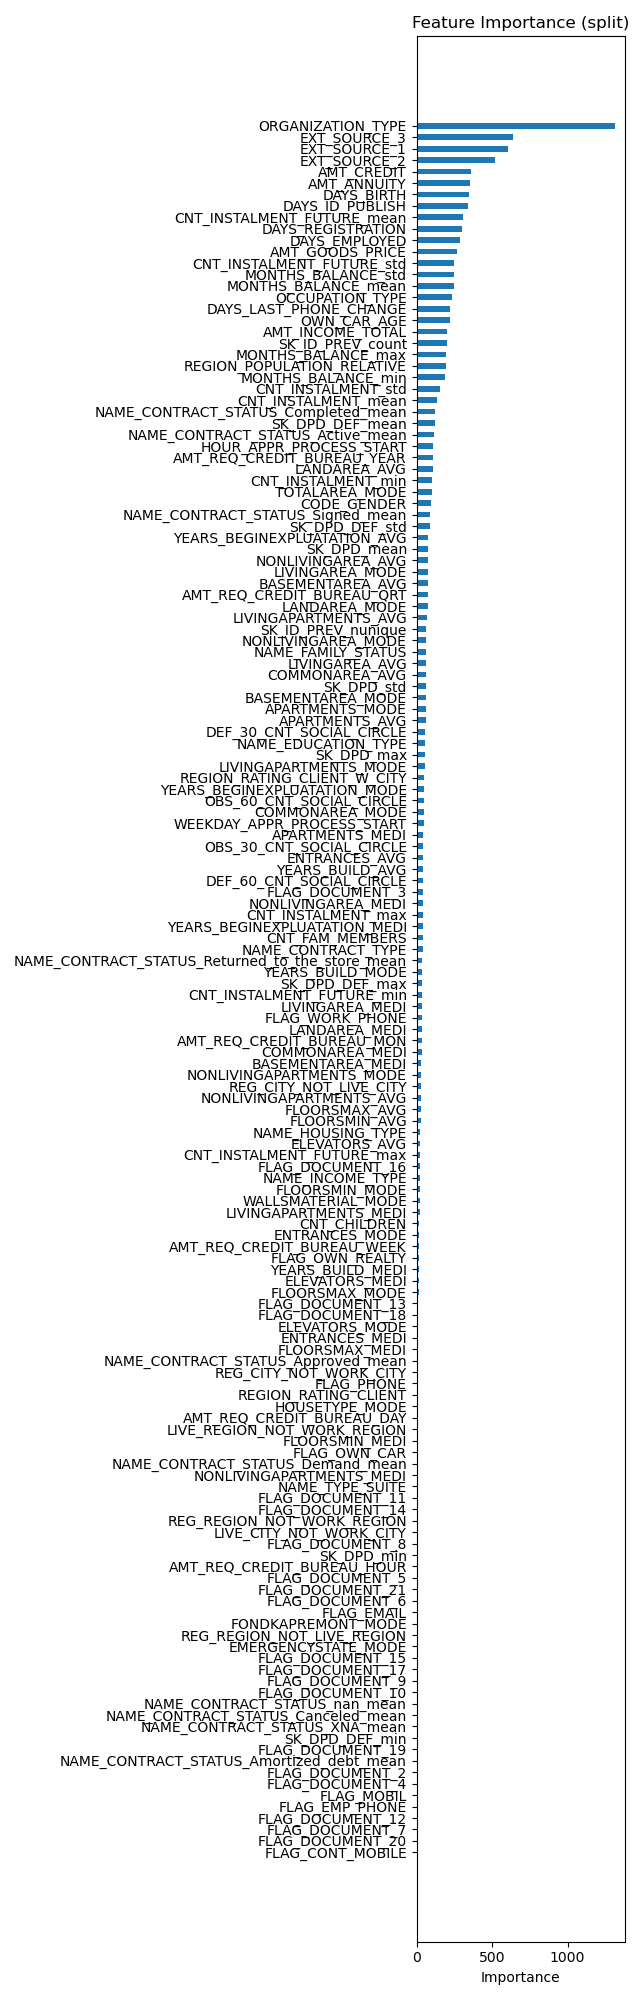 Feature Importance (split)
ORGANIZATION_TYPE
EXT_SOURCE_3
EXT_SOURCE_1
EXT_SOURCE_2
AMT_CREDIT
AMT_ANNUITY
DAYS_BIRTH
DAYS_ID_PUBLISH
CNT_INSTALMENT_FUTURE_mean
DAYS_REGISTRATION
DAYS_EMPLOYED
AMT_GOODS_PRICE
CNT_INSTALMENT_FUTURE_std
MONTHS_BALANCE_std
MONTHS_BALANCE_mean
OCCUPATION_TYPE
DAYS_LAST_PHONE_CHANGE
OWN_CAR_AGE
AMT_INCOME_TOTAL
SK_ID_PREV_count
MONTHS_BALANCE_max
REGION_POPULATION_RELATIVE
MONTHS_BALANCE_min
CNT_INSTALMENT_std
CNT_INSTALMENT_mean
NAME_CONTRACT_STATUS_Completed_mean
SK_DPD_DEF_mean
NAME_CONTRACT_STATUS_Active_mean
HOUR_APPR_PROCESS_START
AMT_REQ_CREDIT_BUREAU_YEAR
LANDAREA_AVG
CNT_INSTALMENT_min
TOTALAREA_MODE
CODE_GENDER
NAME_CONTRACT_STATUS_Signed_mean
SK_DPD_DEF_std
YEARS_BEGINEXPLUATATION_AVG
SK_DPD_mean
NONLIVINGAREA_AVG
LIVINGAREA_MODE
BASEMENTAREA_AVG
AMT_REQ_CREDIT_BUREAU_QRT
LANDAREA_MODE
LIVINGAPARTMENTS_AVG
SK_ID_PREV_nunique
NONLIVINGAREA_MODE
NAME_FAMILY_STATUS
LIVINGAREA_AVG
COMMONAREA_AVG
SK_DPD_std
BASEMENTAREA_MODE
APARTMENTS_MODE
APARTMENTS_AVG
DEF_30_CNT_SOCIAL_CIRCLE
NAME_EDUCATION_TYPE
SK_DPD_max
LIVINGAPARTMENTS_MODE
REGION_RATING_CLIENT_W_CITY
YEARS_BEGINEXPLUATATION_MODE
OBS_60_CNT_SOCIAL_CIRCLE
COMMONAREA_MODE
WEEKDAY_APPR_PROCESS_START
APARTMENTS_MEDI
OBS_30_CNT_SOCIAL_CIRCLE
ENTRANCES_AVG
YEARS_BUILD_AVG
DEF_60_CNT_SOCIAL_CIRCLE
FLAG_DOCUMENT_3
NONLIVINGAREA_MEDI
CNT_INSTALMENT_max
YEARS_BEGINEXPLUATATION_MEDI
CNT_FAM_MEMBERS
NAME_CONTRACT_TYPE
NAME_CONTRACT_STATUS_Returned_to_the_store_mean
YEARS_BUILD_MODE
SK_DPD_DEF_max
CNT_INSTALMENT_FUTURE_min
LIVINGAREA_MEDI
FLAG_WORK_PHONE
LANDAREA_MEDI
AMT_REQ_CREDIT_BUREAU_MON
COMMONAREA_MEDI
BASEMENTAREA_MEDI
NONLIVINGAPARTMENTS_MODE
REG_CITY_NOT_LIVE_CITY
NONLIVINGAPARTMENTS_AVG
FLOORSMAX_AVG
FLOORSMIN_AVG
NAME_HOUSING_TYPE
ELEVATORS_AVG
CNT_INSTALMENT_FUTURE_max
FLAG_DOCUMENT_16
NAME_INCOME_TYPE
FLOORSMIN_MODE
WALLSMATERIAL_MODE
LIVINGAPARTMENTS_MEDI
CNT_CHILDREN
ENTRANCES_MODE
AMT_REQ_CREDIT_BUREAU_WEEK
FLAG_OWN_REALTY
YEARS_BUILD_MEDI
ELEVATORS_MEDI
FLOORSMAX_MODE
FLAG_DOCUMENT_13
FLAG_DOCUMENT_18
ELEVATORS_MODE
ENTRANCES_MEDI
FLOORSMAX_MEDI
NAME_CONTRACT_STATUS_Approved_mean
REG_CITY_NOT_WORK_CITY
FLAG_PHONE
REGION_RATING_CLIENT
HOUSETYPE_MODE
AMT_REQ_CREDIT_BUREAU_DAY
LIVE_REGION_NOT_WORK_REGION
FLOORSMIN_MEDI
FLAG_OWN_CAR
NAME_CONTRACT_STATUS_Demand_mean
NONLIVINGAPARTMENTS_MEDI
NAME_TYPE_SUITE
FLAG_DOCUMENT_11
FLAG_DOCUMENT_14
REG_REGION_NOT_WORK_REGION
LIVE_CITY_NOT_WORK_CITY
FLAG_DOCUMENT_8
SK_DPD_min
AMT_REQ_CREDIT_BUREAU_HOUR
FLAG_DOCUMENT_5
FLAG_DOCUMENT_21
FLAG_DOCUMENT_6
FLAG_EMAIL
FONDKAPREMONT_MODE
REG_REGION_NOT_LIVE_REGION
EMERGENCYSTATE_MODE
FLAG_DOCUMENT_15
FLAG_DOCUMENT_17
FLAG_DOCUMENT_9
FLAG_DOCUMENT_10
NAME_CONTRACT_STATUS_nan_mean
NAME_CONTRACT_STATUS_Canceled_mean
NAME_CONTRACT_STATUS_XNA_mean
SK_DPD_DEF_min
FLAG_DOCUMENT_19
NAME_CONTRACT_STATUS_Amortized_debt_mean
FLAG_DOCUMENT_2
FLAG_DOCUMENT_4
FLAG_MOBIL
FLAG_EMP_PHONE
FLAG_DOCUMENT_12
FLAG_DOCUMENT_7
FLAG_DOCUMENT_20
FLAG_CONT_MOBILE
0 500 1000
Importance